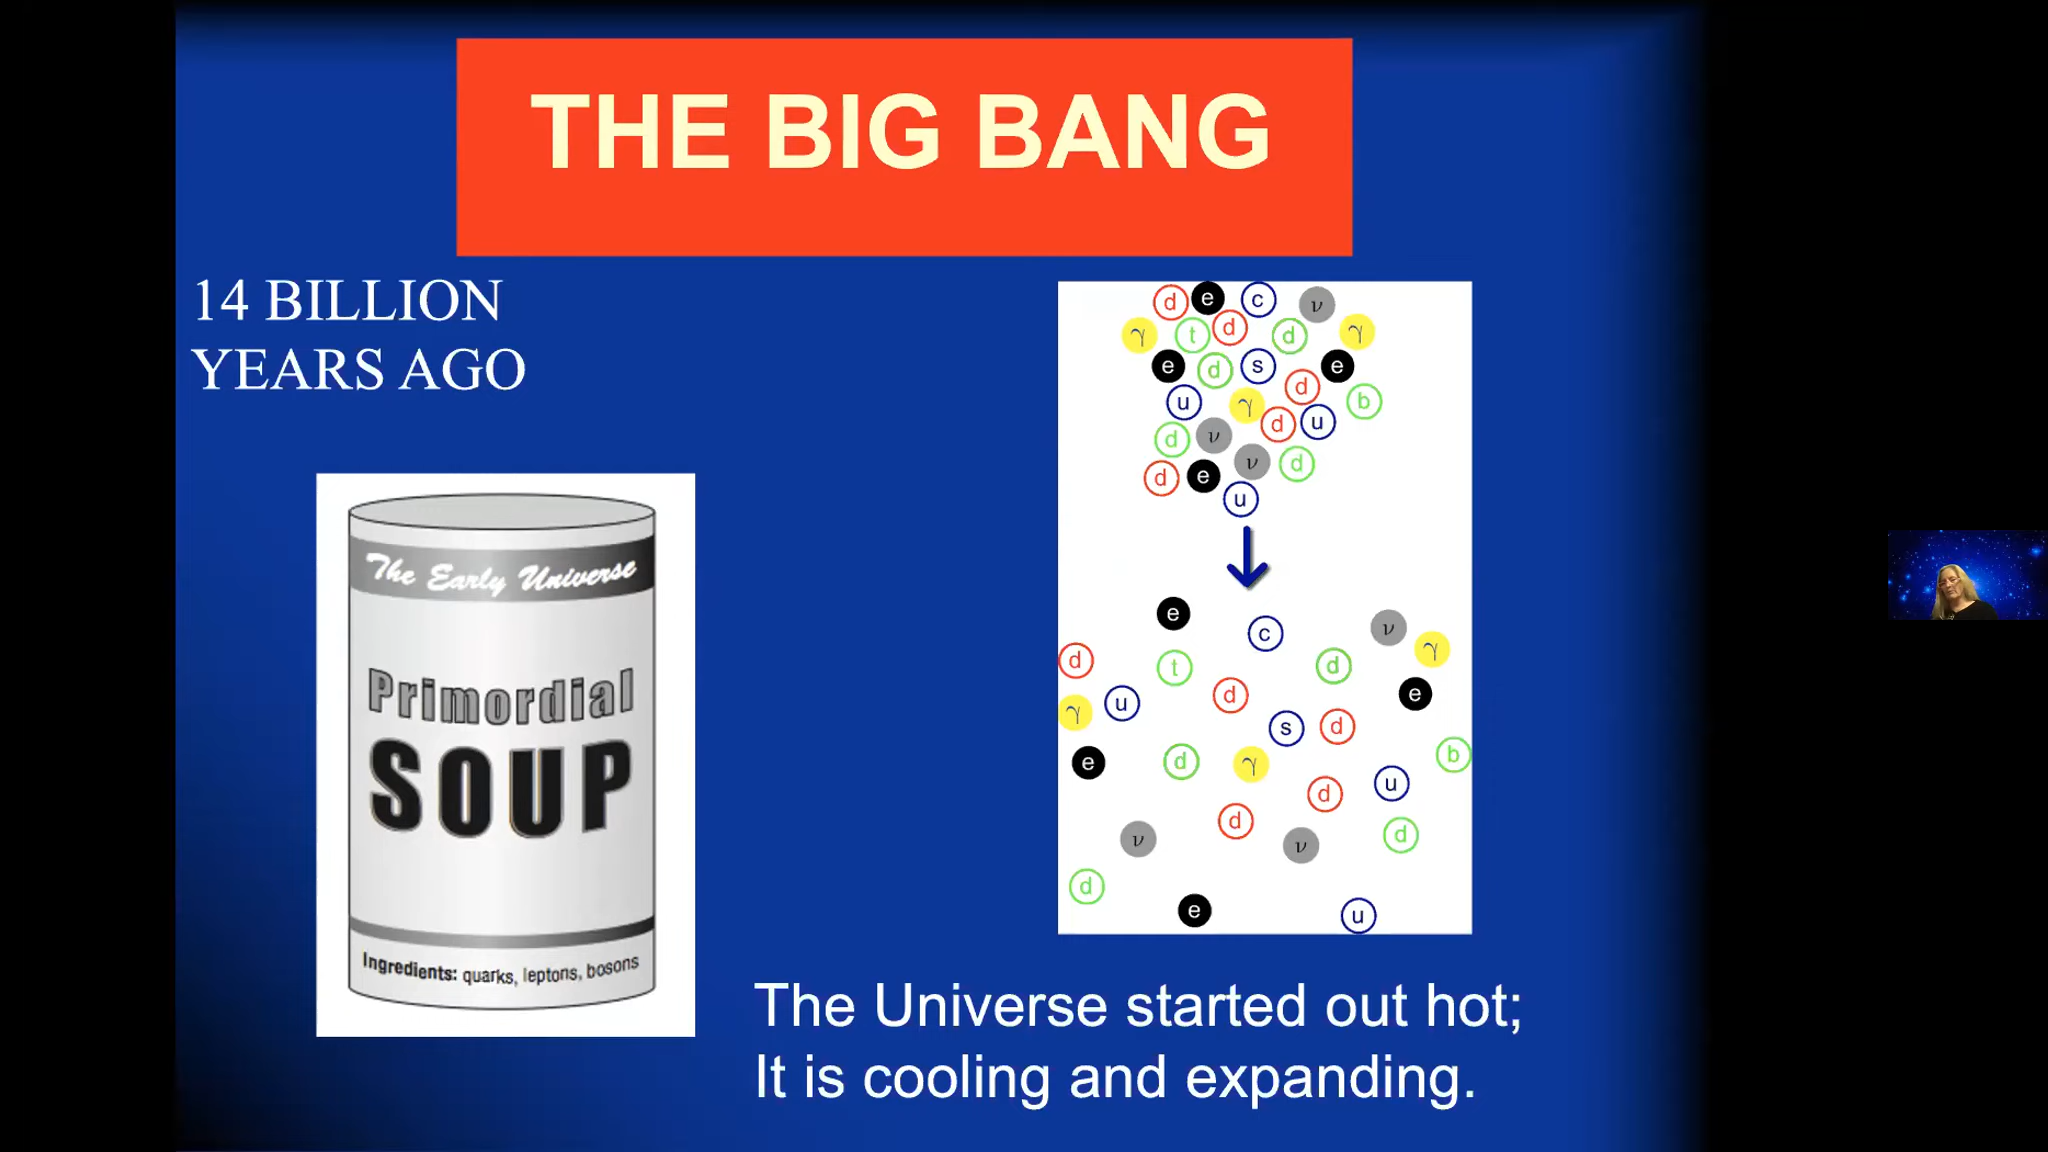 THE BIG BANG
14 BILLION
YEARS AGO
The Early Universe
Primordial
SOUP
Ingredients: quarks, leptons, bosons
d e c ν
γ t d d γ
e d s d e
u γ d u b
d ν ν d
d e u
e c ν γ
d t d e
γ u d s d
e d γ b
d u
ν d ν d
d e u
The Universe started out hot;
It is cooling and expanding.